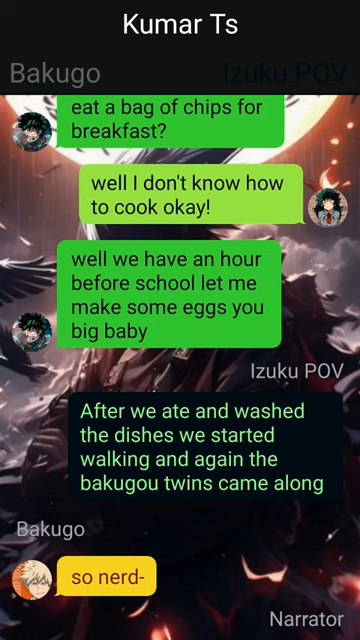 Kumar Ts
Bakugo
Izuku POV
eat a bag of chips for
breakfast?
well I don't know how
to cook okay!
well we have an hour
before school let me
make some eggs you
big baby
Izuku POV
After we ate and washed
the dishes we started
walking and again the
bakugou twins came along
Bakugo
so nerd-
Narrator